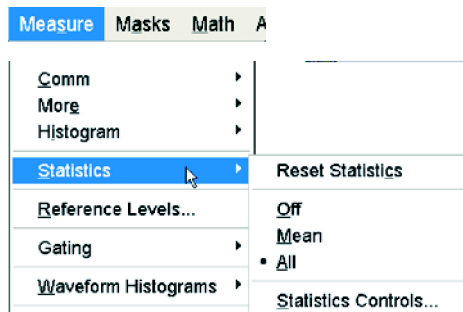 Measure Masks Math A
Comm
More
Histogram
Statistics
Reset Statistics
Reference Levels...
Off
Mean
Gating
All
Waveform Histograms
Statistics Controls...